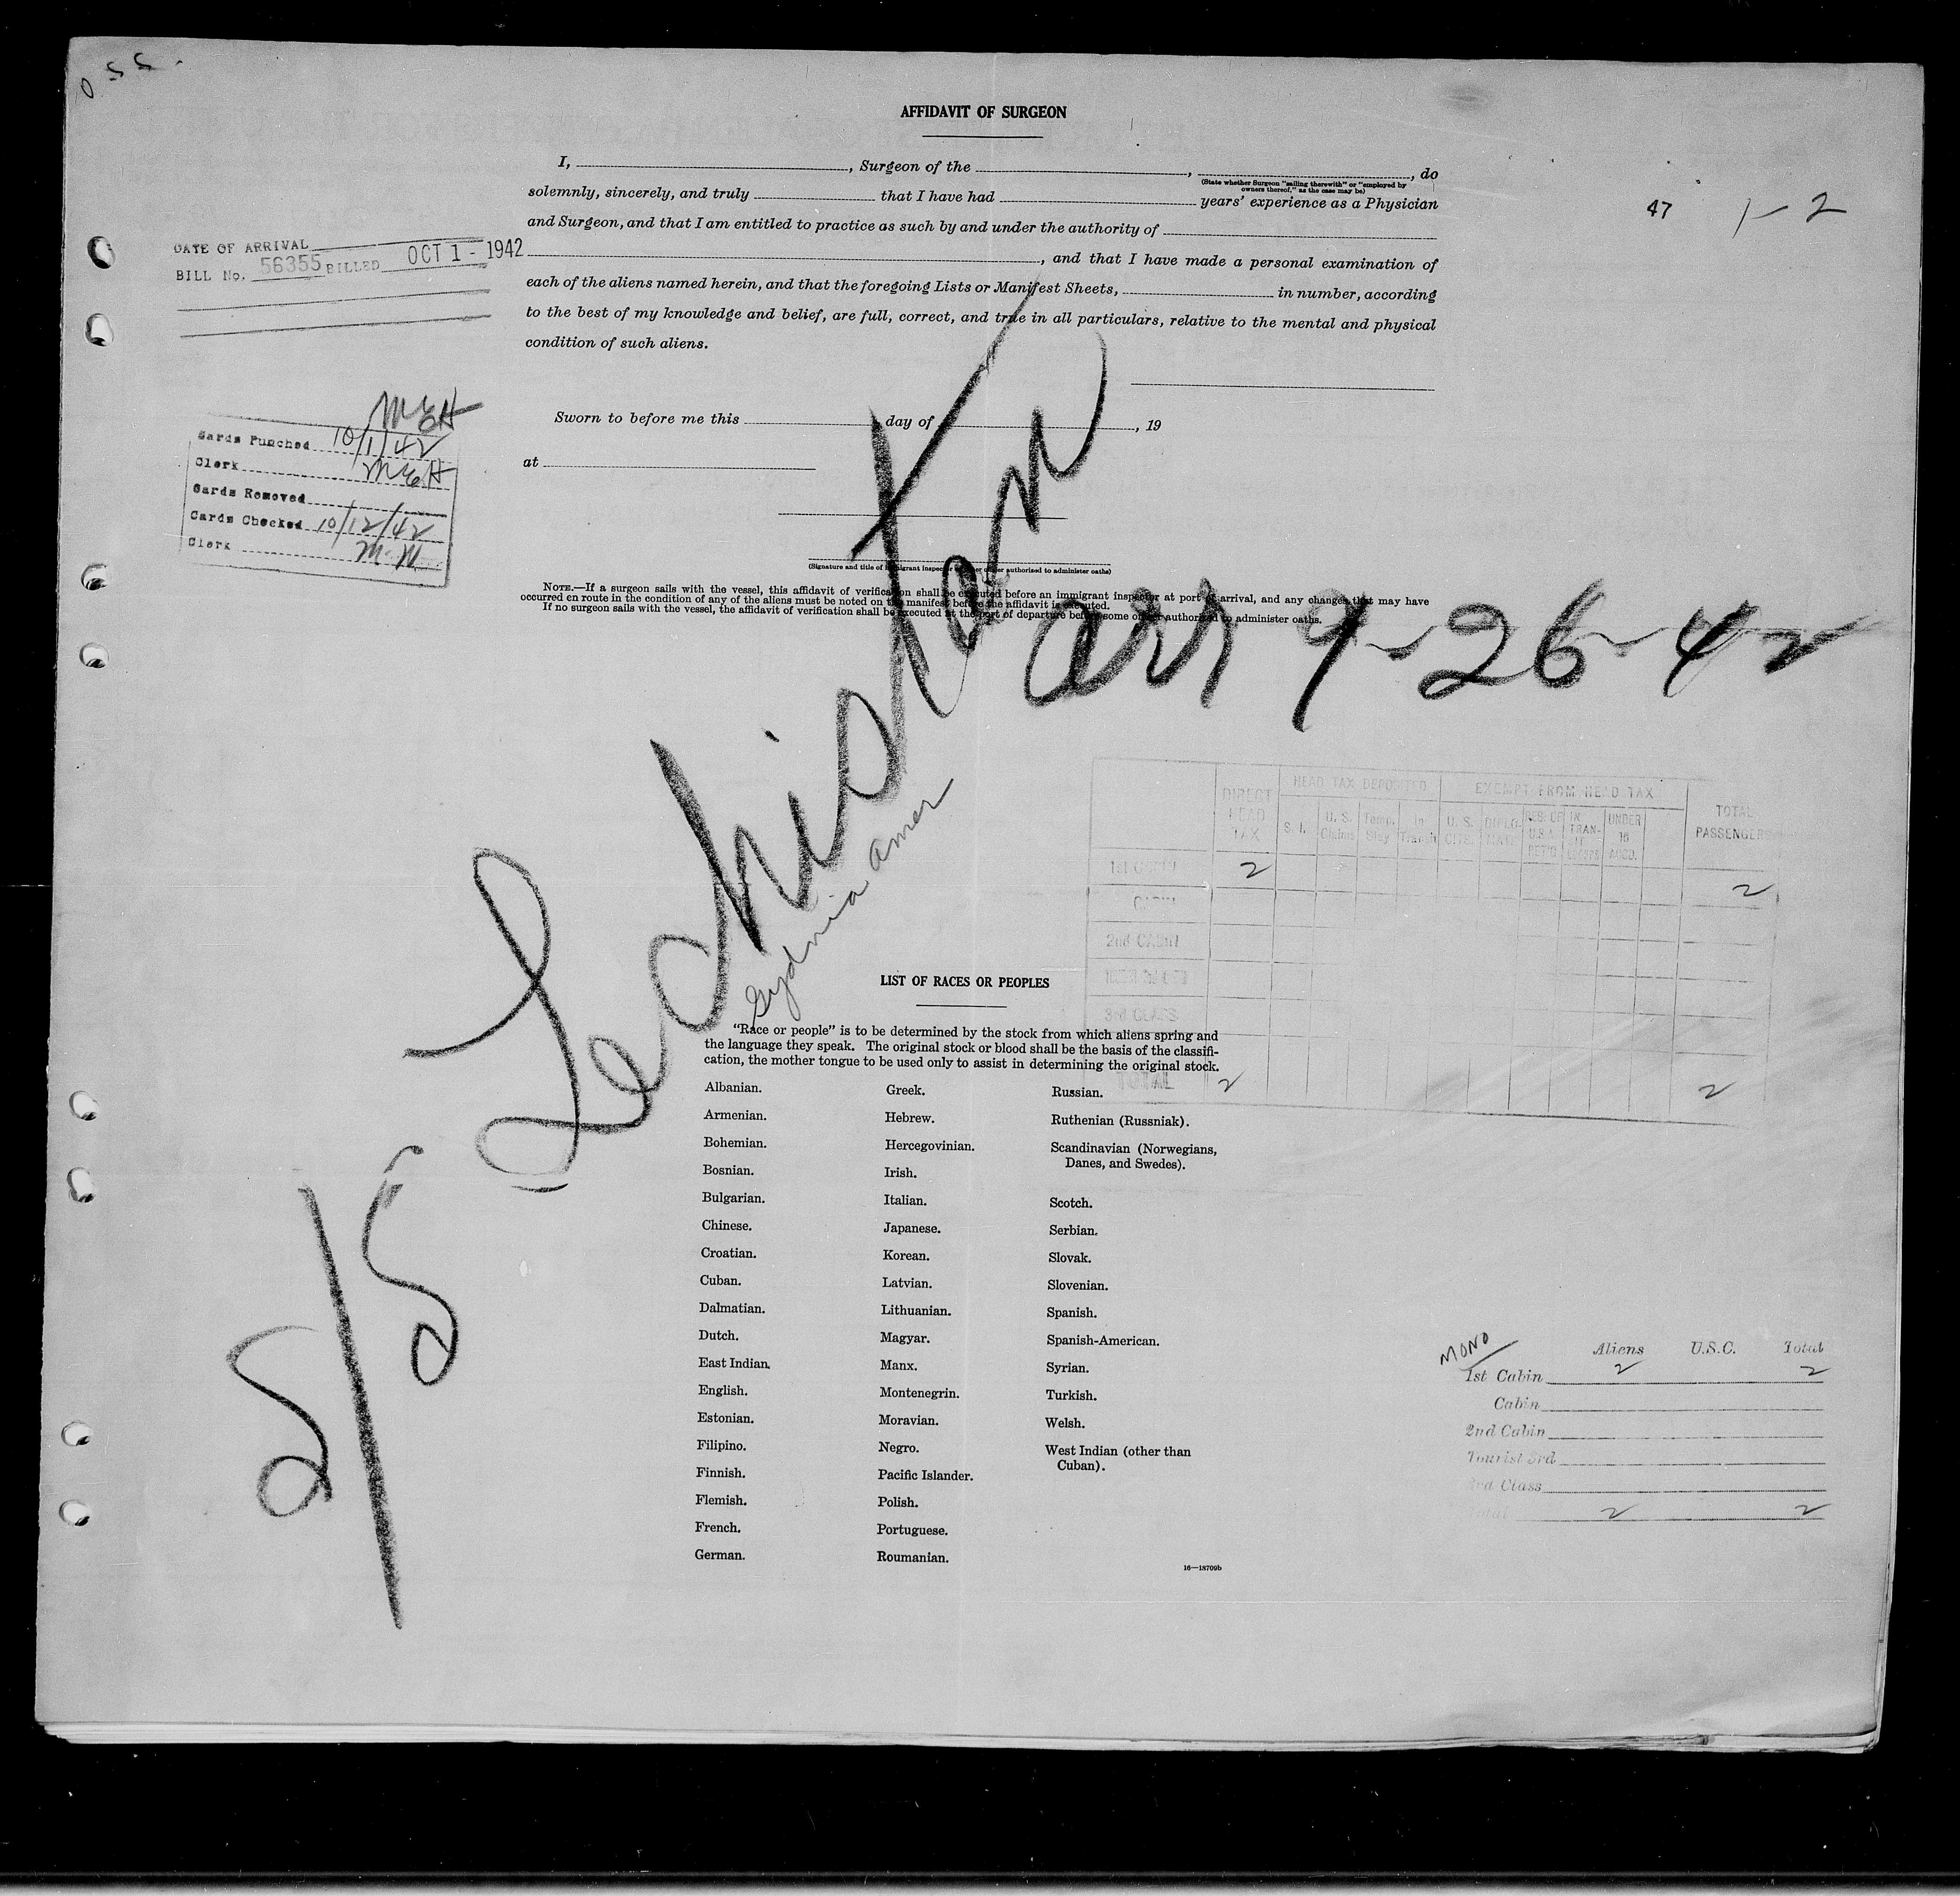 055.
AFFIDAVIT OF SURGEON
I, , Surgeon of the , , do
(State whether Surgeon "sailing therewith" or "employed by
owners thereof," as the case may be)
solemnly, sincerely, and truly that I have had years' experience as a Physician
and Surgeon, and that I am entitled to practice as such by and under the authority of
, and that I have made a personal examination of
each of the aliens named herein, and that the foregoing Lists or Manifest Sheets, in number, according
to the best of my knowledge and belief, are full, correct, and true in all particulars, relative to the mental and physical
condition of such aliens.
47 1-2
DATE OF ARRIVAL
BILL No. 56355 BILLED OCT 1 - 1942
Sworn to before me this day of , 19
at
MEH
Cards Punched 10/1/42
Clerk MEH
Cards Removed
Cards Checked 10/12/42
Clerk M.N.
(Signature and title of immigrant inspector or other officer authorized to administer oaths)
NOTE.—If a surgeon sails with the vessel, this affidavit of verification shall be executed before an immigrant inspector at port of arrival, and any changes that may have
occurred en route in the condition of any of the aliens must be noted on the manifest before the affidavit is executed.
If no surgeon sails with the vessel, the affidavit of verification shall be executed at the port of departure before some officer authorized to administer oaths.
S/S
arr 9-26-42
DIRECT HEAD TAX
HEAD TAX DEPOSITED
EXEMPT FROM HEAD TAX
TOTAL PASSENGERS
S.I. U.S. Claims Temp. Stay In Transit U.S. CITS. UNDER 16 ACCD.
2 2
2nd CABIN
3rd CLASS
TOTAL 2 2
LIST OF RACES OR PEOPLES
"Race or people" is to be determined by the stock from which aliens spring and
the language they speak. The original stock or blood shall be the basis of the classifi-
cation, the mother tongue to be used only to assist in determining the original stock.
Albanian.
Armenian.
Bohemian.
Bosnian.
Bulgarian.
Chinese.
Croatian.
Cuban.
Dalmatian.
Dutch.
East Indian.
English.
Estonian.
Filipino.
Finnish.
Flemish.
French.
German.
Greek.
Hebrew.
Hercegovinian.
Irish.
Italian.
Japanese.
Korean.
Latvian.
Lithuanian.
Magyar.
Manx.
Montenegrin.
Moravian.
Negro.
Pacific Islander.
Polish.
Portuguese.
Roumanian.
Russian.
Ruthenian (Russniak).
Scandinavian (Norwegians,
Danes, and Swedes).
Scotch.
Serbian.
Slovak.
Slovenian.
Spanish.
Spanish-American.
Syrian.
Turkish.
Welsh.
West Indian (other than
Cuban).
16—18709b
MONO
Aliens U.S.C. Total
1st Cabin 2 2
Cabin
2nd Cabin
Tourist 3rd
3rd Class
Total 2 2